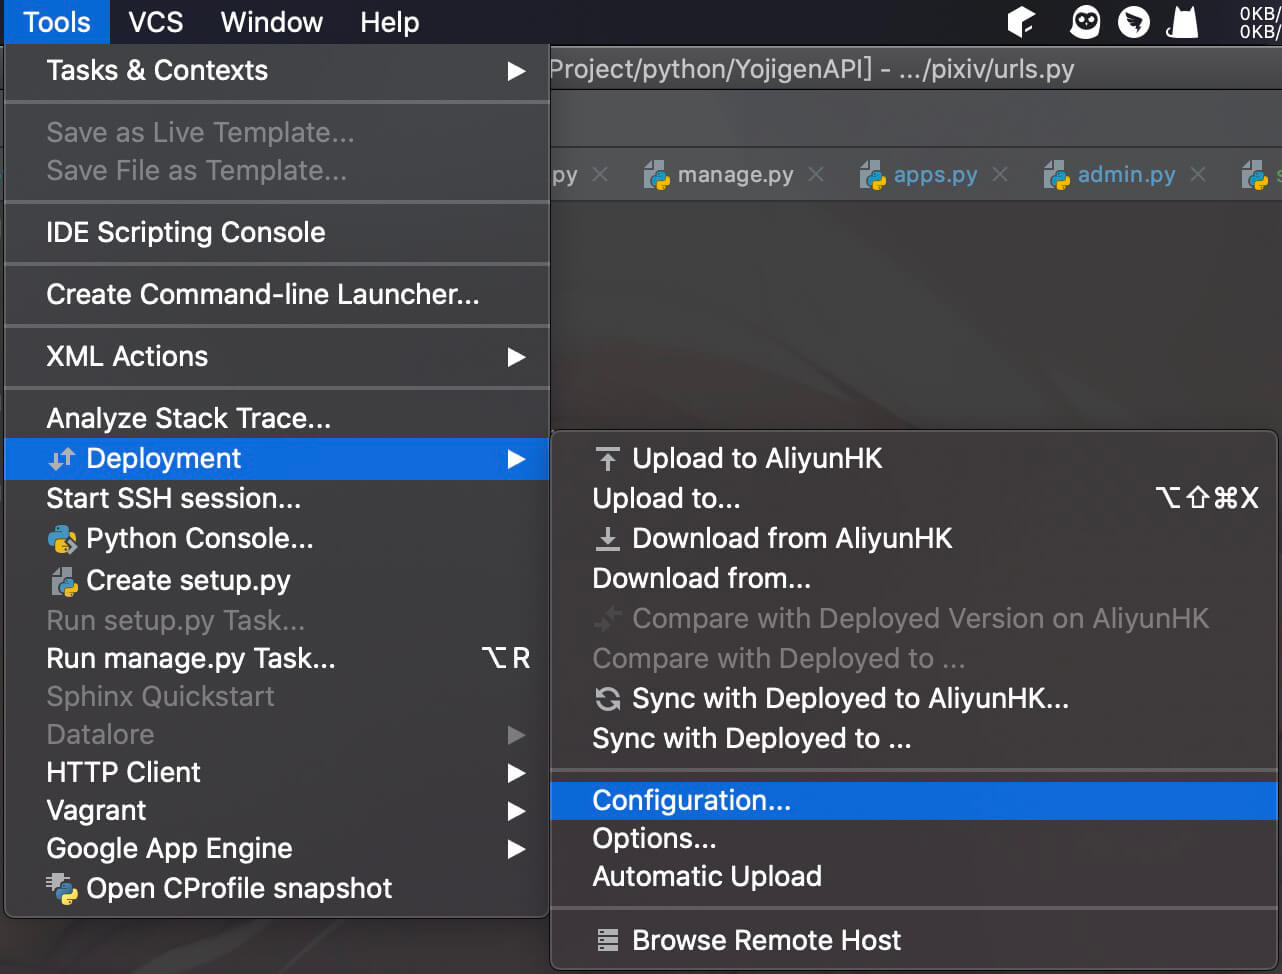 Tools VCS Window Help 0KB/
0KB/
Project/python/YojigenAPI] - .../pixiv/urls.py
py manage.py apps.py admin.py s
Tasks & Contexts
Save as Live Template...
Save File as Template...
IDE Scripting Console
Create Command-line Launcher...
XML Actions
Analyze Stack Trace...
Deployment
Start SSH session...
Python Console...
Create setup.py
Run setup.py Task...
Run manage.py Task... ⌥R
Sphinx Quickstart
Datalore
HTTP Client
Vagrant
Google App Engine
Open CProfile snapshot
Upload to AliyunHK
Upload to... ⌥⇧⌘X
Download from AliyunHK
Download from...
Compare with Deployed Version on AliyunHK
Compare with Deployed to ...
Sync with Deployed to AliyunHK...
Sync with Deployed to ...
Configuration...
Options...
Automatic Upload
Browse Remote Host